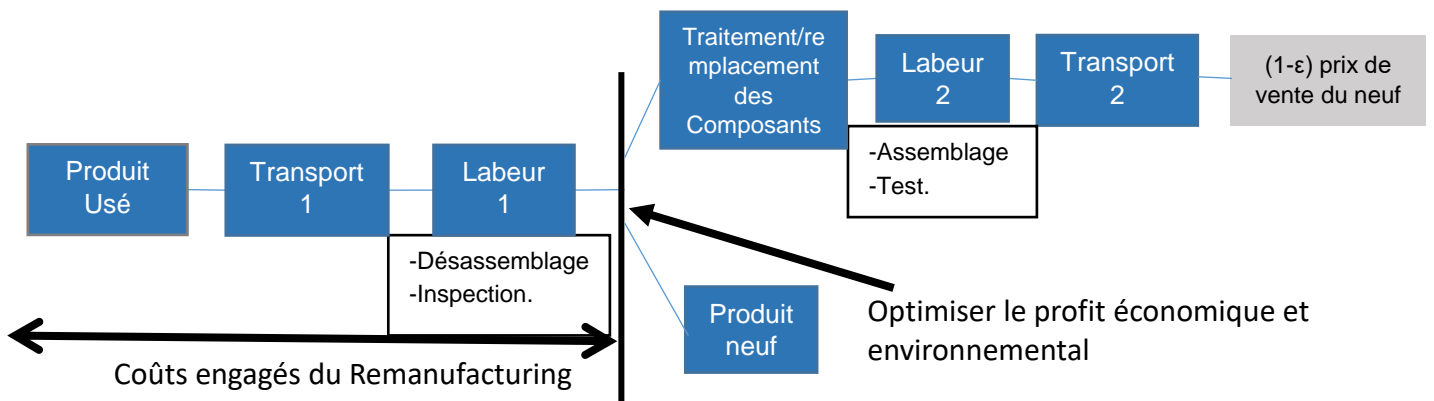 Produit
Usé
Transport
1
Labeur
1
-Désassemblage
-Inspection.
Coûts engagés du Remanufacturing
Traitement/re
mplacement
des
Composants
Labeur
2
-Assemblage
-Test.
Transport
2
(1-ε) prix de
vente du neuf
Produit
neuf
Optimiser le profit économique et
environnemental